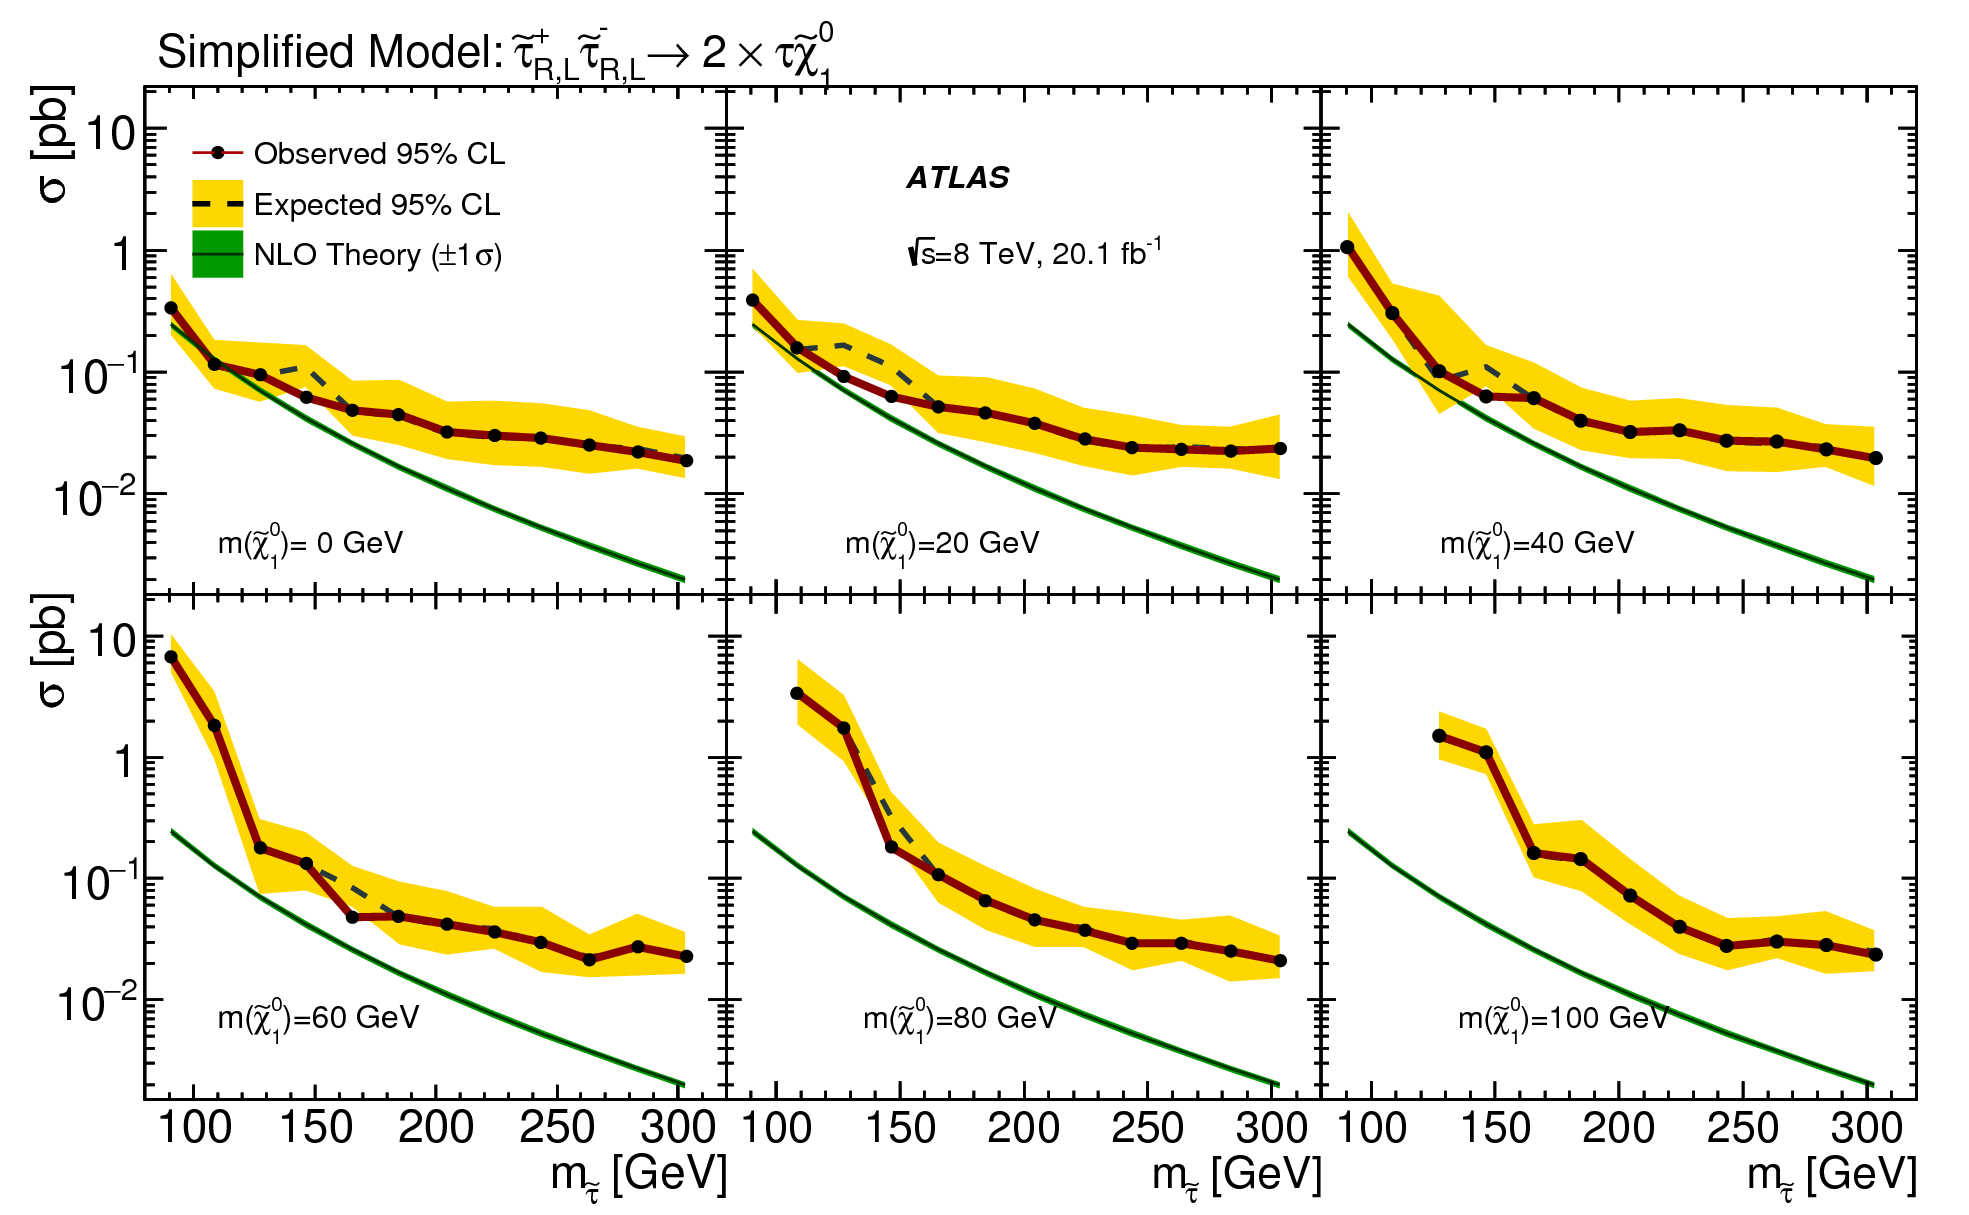 Simplified Model: τ̃⁺R,L τ̃⁻R,L → 2 × τχ̃⁰₁
σ [pb]
10
1
10⁻¹
10⁻²
Observed 95% CL
Expected 95% CL
NLO Theory (±1σ)
m(χ̃⁰₁)= 0 GeV
ATLAS
√s=8 TeV, 20.1 fb⁻¹
m(χ̃⁰₁)=20 GeV
m(χ̃⁰₁)=40 GeV
σ [pb]
10
1
10⁻¹
10⁻²
m(χ̃⁰₁)=60 GeV
m(χ̃⁰₁)=80 GeV
m(χ̃⁰₁)=100 GeV
100 150 200 250 300
100 150 200 250 300
100 150 200 250 300
m_τ̃ [GeV]
m_τ̃ [GeV]
m_τ̃ [GeV]